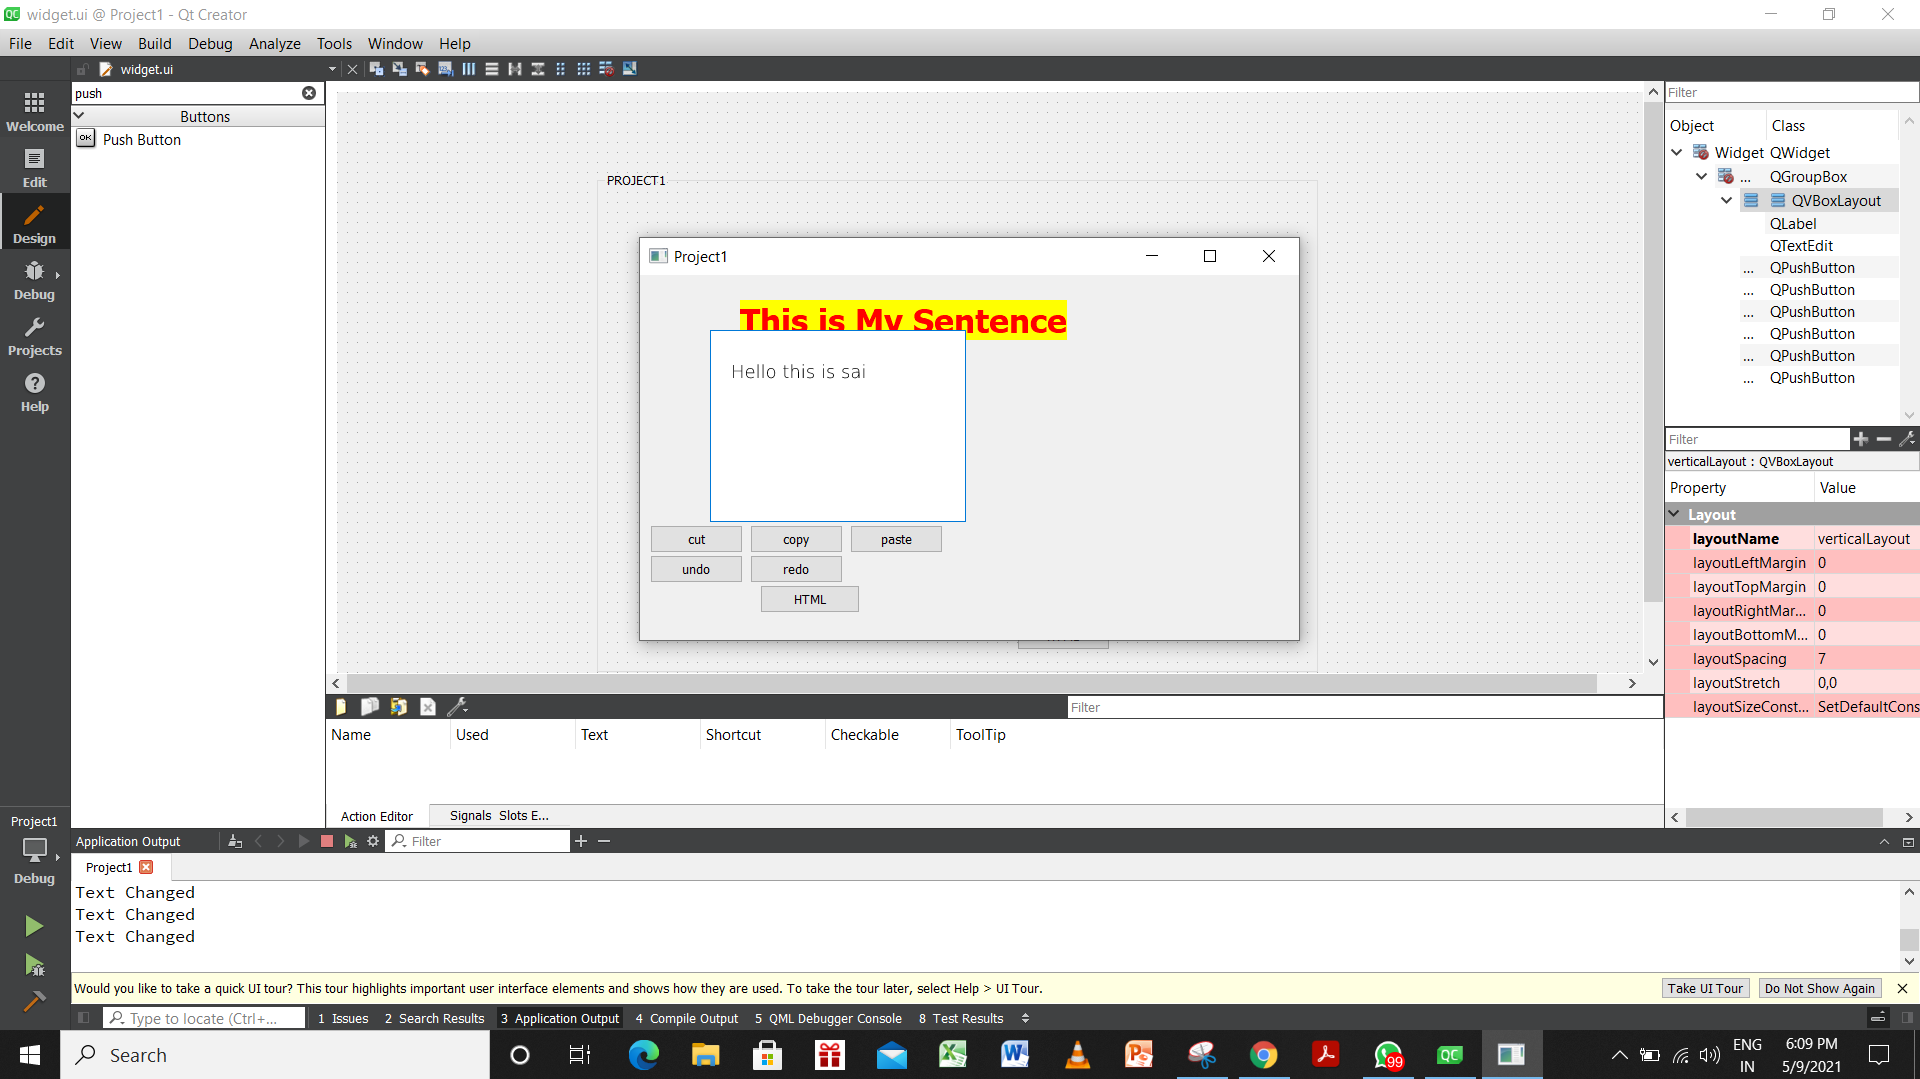 widget.ui @ Project1 - Qt Creator
File Edit View Build Debug Analyze Tools Window Help
widget.ui
push
Buttons
OK Push Button
Welcome
Edit
Design
Debug
Projects
Help
PROJECT1
Project1
This is My Sentence
Hello this is sai
cut copy paste
undo redo
HTML
Filter
Object Class
Widget QWidget
... QGroupBox
QVBoxLayout
QLabel
QTextEdit
... QPushButton
... QPushButton
... QPushButton
... QPushButton
... QPushButton
... QPushButton
Filter
verticalLayout : QVBoxLayout
Property Value
Layout
layoutName verticalLayout
layoutLeftMargin 0
layoutTopMargin 0
layoutRightMar... 0
layoutBottomM... 0
layoutSpacing 7
layoutStretch 0,0
layoutSizeConst... SetDefaultCons
Filter
Name Used Text Shortcut Checkable ToolTip
Action Editor Signals Slots E...
Project1
Debug
Application Output Filter
Project1
Text Changed
Text Changed
Text Changed
Would you like to take a quick UI tour? This tour highlights important user interface elements and shows how they are used. To take the tour later, select Help > UI Tour. Take UI Tour Do Not Show Again
Type to locate (Ctrl+... 1 Issues 2 Search Results 3 Application Output 4 Compile Output 5 QML Debugger Console 8 Test Results
Search
99
QC
ENG
IN
6:09 PM
5/9/2021